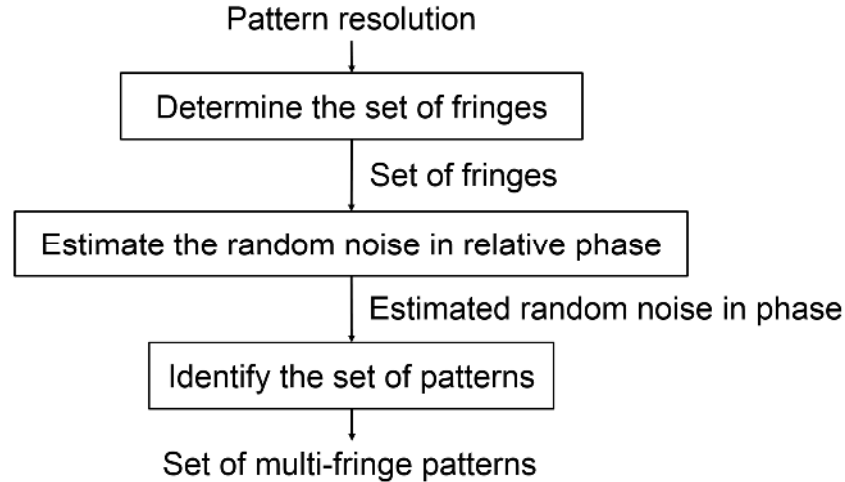 Pattern resolution
Determine the set of fringes
Set of fringes
Estimate the random noise in relative phase
Estimated random noise in phase
Identify the set of patterns
Set of multi-fringe patterns